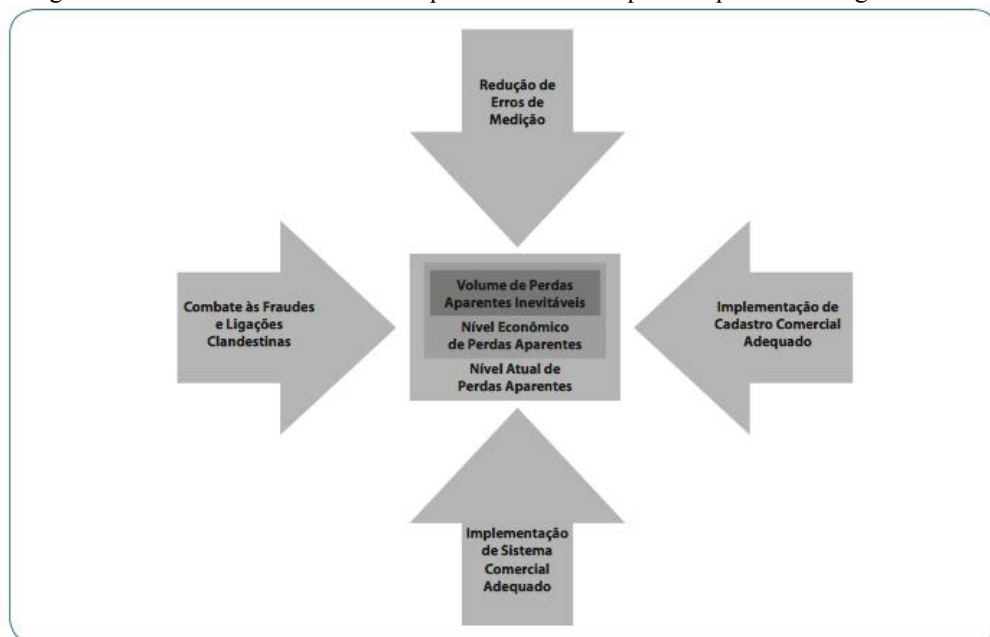 Redução de
Erros de
Medição
Combate às Fraudes
e Ligações
Clandestinas
Volume de Perdas
Aparentes Inevitáveis
Nível Econômico
de Perdas Aparentes
Nível Atual de
Perdas Aparentes
Implementação de
Cadastro Comercial
Adequado
Implementação
de Sistema
Comercial
Adequado